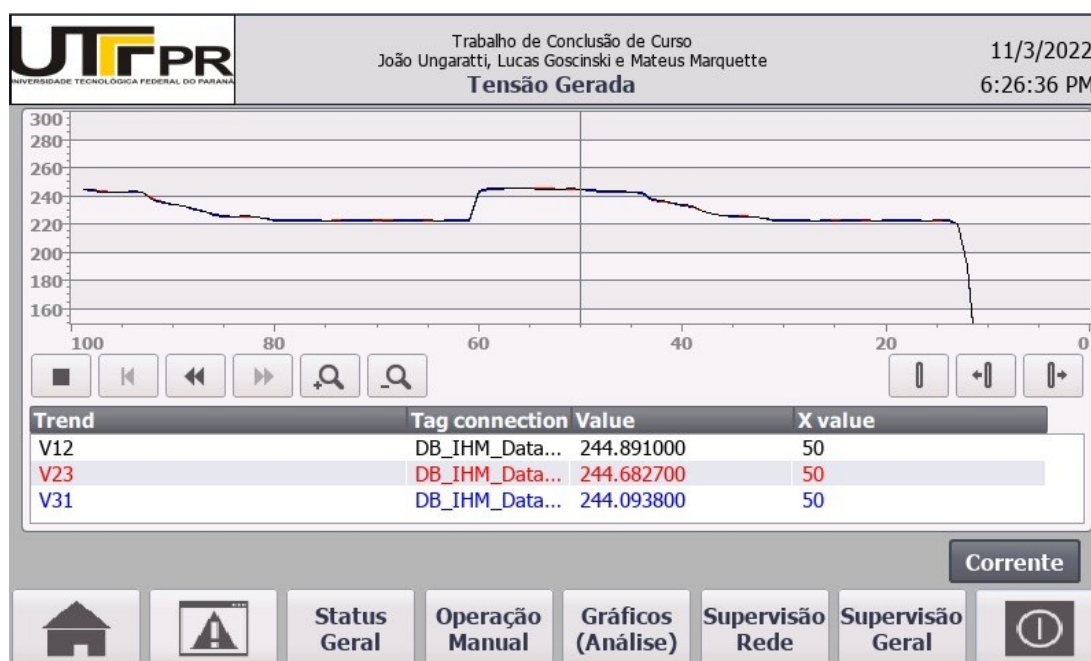 UTFPR
UNIVERSIDADE TECNOLÓGICA FEDERAL DO PARANÁ
Trabalho de Conclusão de Curso
João Ungaratti, Lucas Goscinski e Mateus Marquette
Tensão Gerada
11/3/2022
6:26:36 PM
300
280
260
240
220
200
180
160
100 80 60 40 20 0
Trend Tag connection Value X value
V12 DB_IHM_Data... 244.891000 50
V23 DB_IHM_Data... 244.682700 50
V31 DB_IHM_Data... 244.093800 50
Corrente
Status Geral
Operação Manual
Gráficos (Análise)
Supervisão Rede
Supervisão Geral